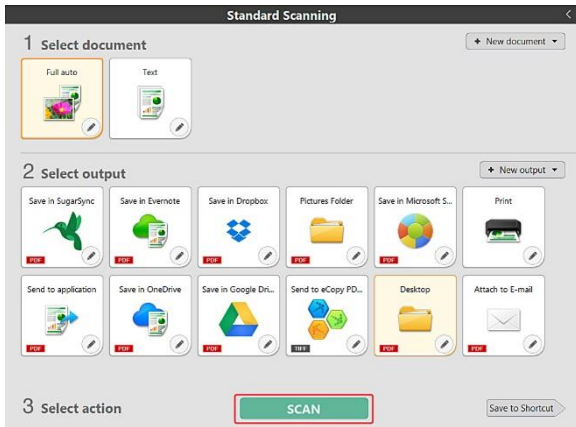 Standard Scanning
1 Select document
+ New document
Full auto
Text
2 Select output
+ New output
Save in SugarSync
Save in Evernote
Save in Dropbox
Pictures Folder
Save in Microsoft S...
Print
PDF
PDF
PDF
PDF
PDF
Send to application
Save in OneDrive
Save in Google Dri...
Send to eCopy PD...
Desktop
Attach to E-mail
PDF
PDF
PDF
TIFF
PDF
PDF
3 Select action
SCAN
Save to Shortcut